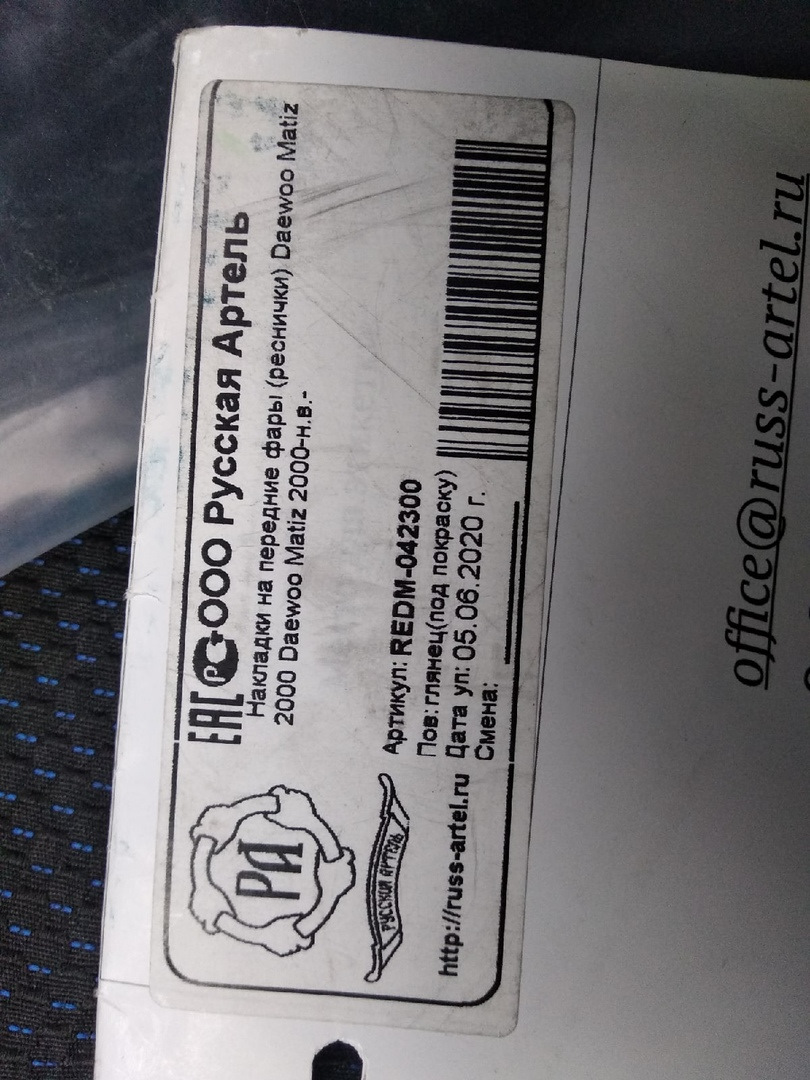 ЕАС РС ООО Русская Артель
Накладки на передние фары (реснички) Daewoo Matiz
2000 Daewoo Matiz 2000-н.в.-
Артикул: REDM-042300
Пов:глянец(под покраску)
Дата уп: 05.06.2020 г.
Смена:
РА
РУССКАЯ АРТЕЛЬ
http://russ-artel.ru
office@russ-artel.ru